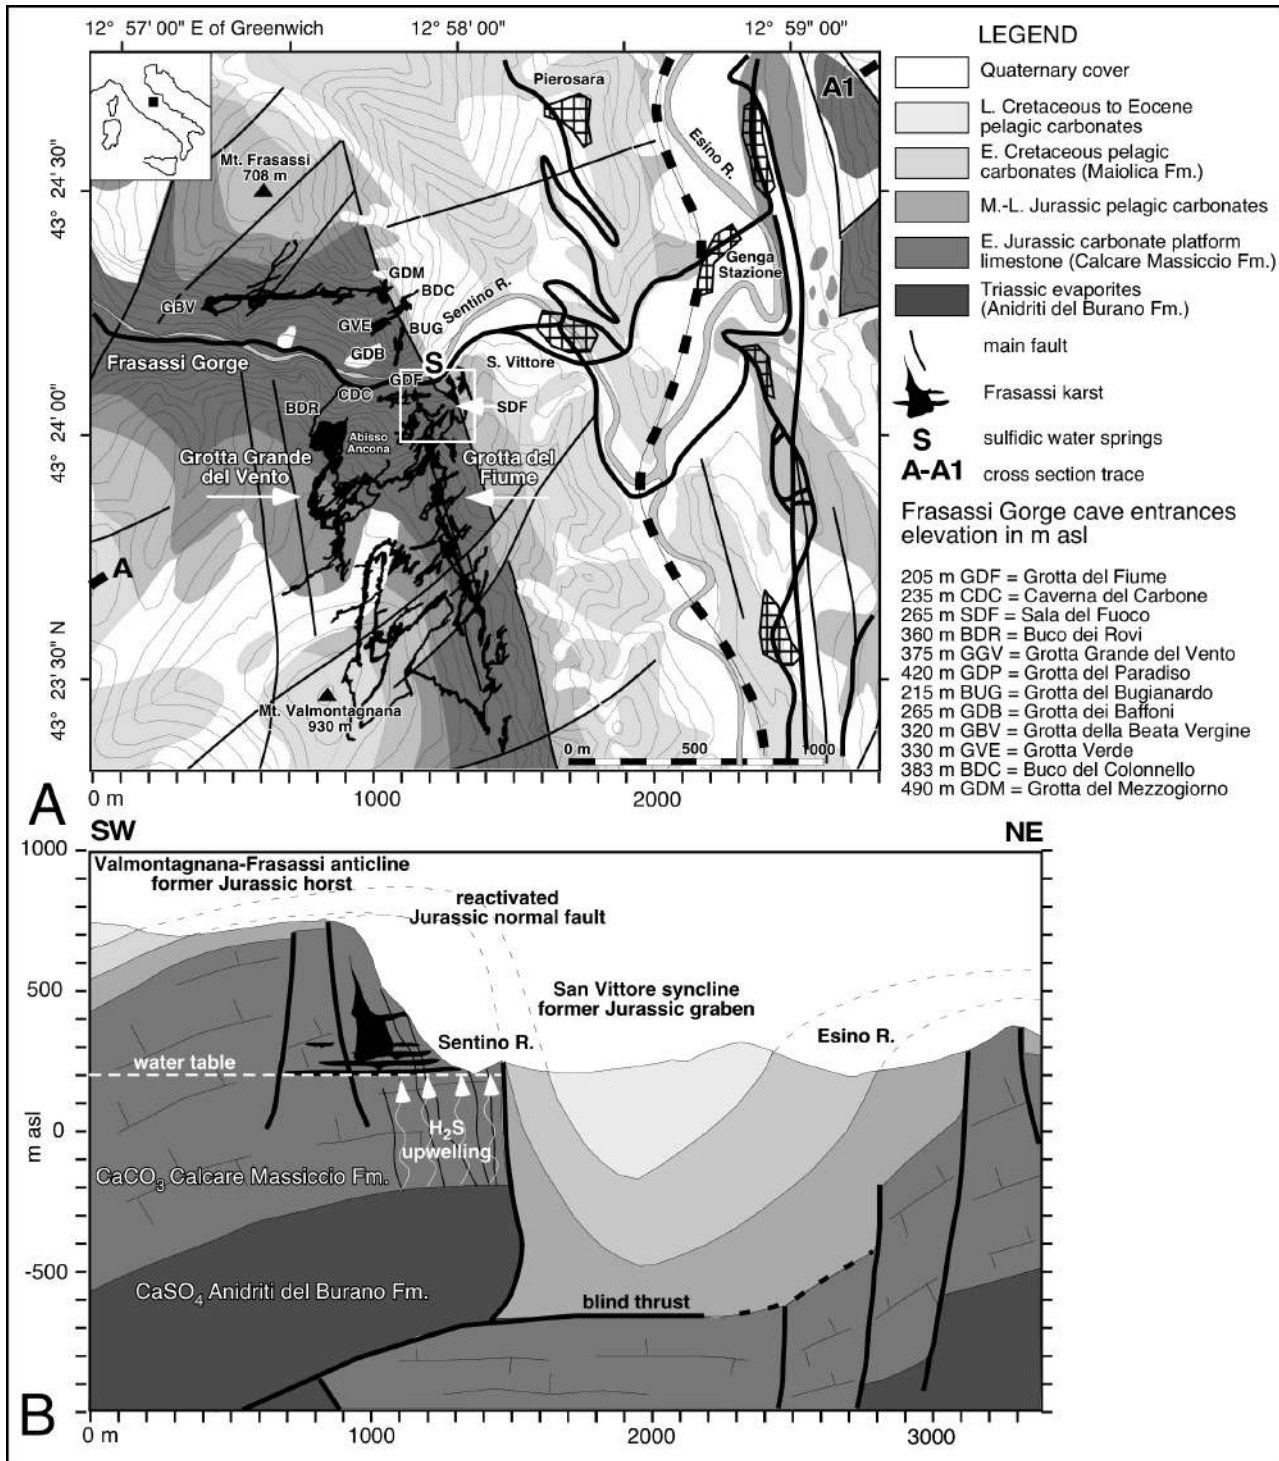 12° 57' 00" E of Greenwich
12° 58' 00"
12° 59' 00"
43° 24' 30"
43° 24' 00"
43° 23' 30" N
Mt. Frasassi
708 m
Pierosara
Esino R.
A1
Genga
Stazione
GDM
BDC
GBV
GVE
BUG
Sentino R.
GDB
S
S. Vittore
Frasassi Gorge
GDF
CDC
SDF
BDR
Abisso
Ancona
Grotta Grande
del Vento
Grotta del
Fiume
A
Mt. Valmontagnana
930 m
0 m
500
1000
0 m
1000
2000
A
LEGEND
Quaternary cover
L. Cretaceous to Eocene
pelagic carbonates
E. Cretaceous pelagic
carbonates (Maiolica Fm.)
M.-L. Jurassic pelagic carbonates
E. Jurassic carbonate platform
limestone (Calcare Massiccio Fm.)
Triassic evaporites
(Anidriti del Burano Fm.)
main fault
Frasassi karst
S sulfidic water springs
A-A1 cross section trace
Frasassi Gorge cave entrances
elevation in m asl
205 m GDF = Grotta del Fiume
235 m CDC = Caverna del Carbone
265 m SDF = Sala del Fuoco
360 m BDR = Buco dei Rovi
375 m GGV = Grotta Grande del Vento
420 m GDP = Grotta del Paradiso
215 m BUG = Grotta del Bugianardo
265 m GDB = Grotta dei Baffoni
320 m GBV = Grotta della Beata Vergine
330 m GVE = Grotta Verde
383 m BDC = Buco del Colonnello
490 m GDM = Grotta del Mezzogiorno
SW
NE
1000
500
0
-500
m asl
Valmontagnana-Frasassi anticline
former Jurassic horst
reactivated
Jurassic normal fault
San Vittore syncline
former Jurassic graben
Sentino R.
Esino R.
water table
H₂S
upwelling
CaCO₃ Calcare Massiccio Fm.
CaSO₄ Anidriti del Burano Fm.
blind thrust
B
0 m
1000
2000
3000